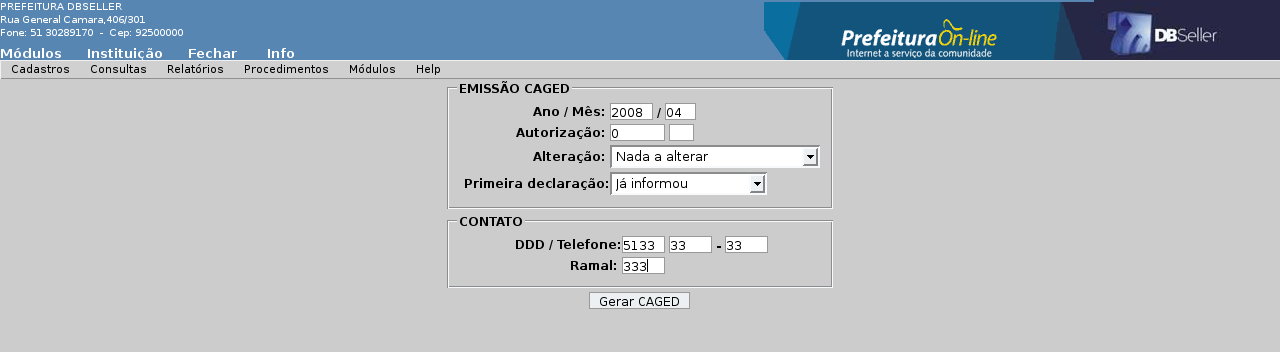 PREFEITURA DBSELLER
Rua General Camara,406/301
Fone: 51 30289170 - Cep: 92500000
Prefeitura On-line
Internet a serviço da comunidade
DBSeller
Módulos Instituição Fechar Info
Cadastros Consultas Relatórios Procedimentos Módulos Help
EMISSÃO CAGED
Ano / Mês: 2008 / 04
Autorização: 0
Alteração: Nada a alterar
Primeira declaração: Já informou
CONTATO
DDD / Telefone: 5133 33 - 33
Ramal: 333
Gerar CAGED